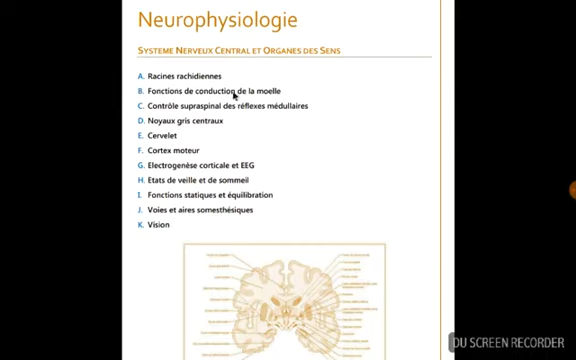 Neurophysiologie
SYSTEME NERVEUX CENTRAL ET ORGANES DES SENS
A. Racines rachidiennes
B. Fonctions de conduction de la moelle
C. Contrôle supraspinal des réflexes médullaires
D. Noyaux gris centraux
E. Cervelet
F. Cortex moteur
G. Electrogenèse corticale et EEG
H. Etats de veille et de sommeil
I. Fonctions statiques et équilibration
J. Voies et aires somesthésiques
K. Vision
DU SCREEN RECORDER